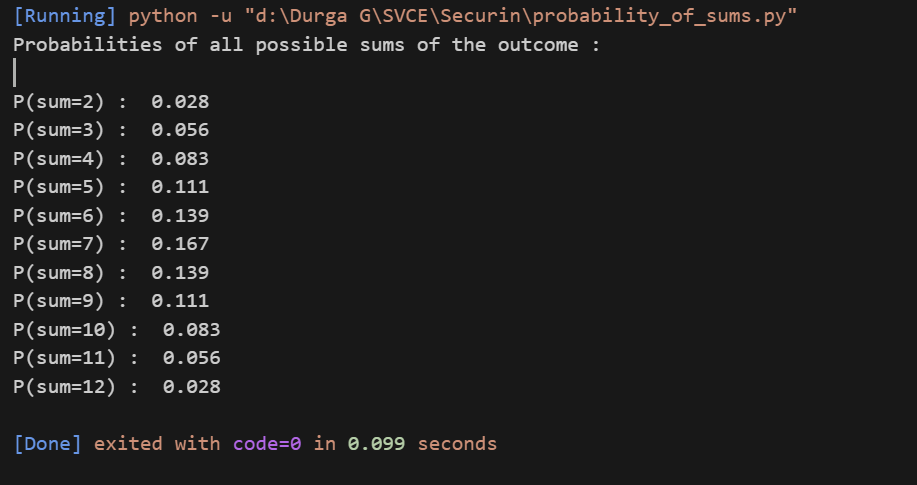 [Running] python -u "d:\Durga G\SVCE\Securin\probability_of_sums.py"
Probabilities of all possible sums of the outcome :
P(sum=2) :  0.028
P(sum=3) :  0.056
P(sum=4) :  0.083
P(sum=5) :  0.111
P(sum=6) :  0.139
P(sum=7) :  0.167
P(sum=8) :  0.139
P(sum=9) :  0.111
P(sum=10) :  0.083
P(sum=11) :  0.056
P(sum=12) :  0.028
[Done] exited with code=0 in 0.099 seconds